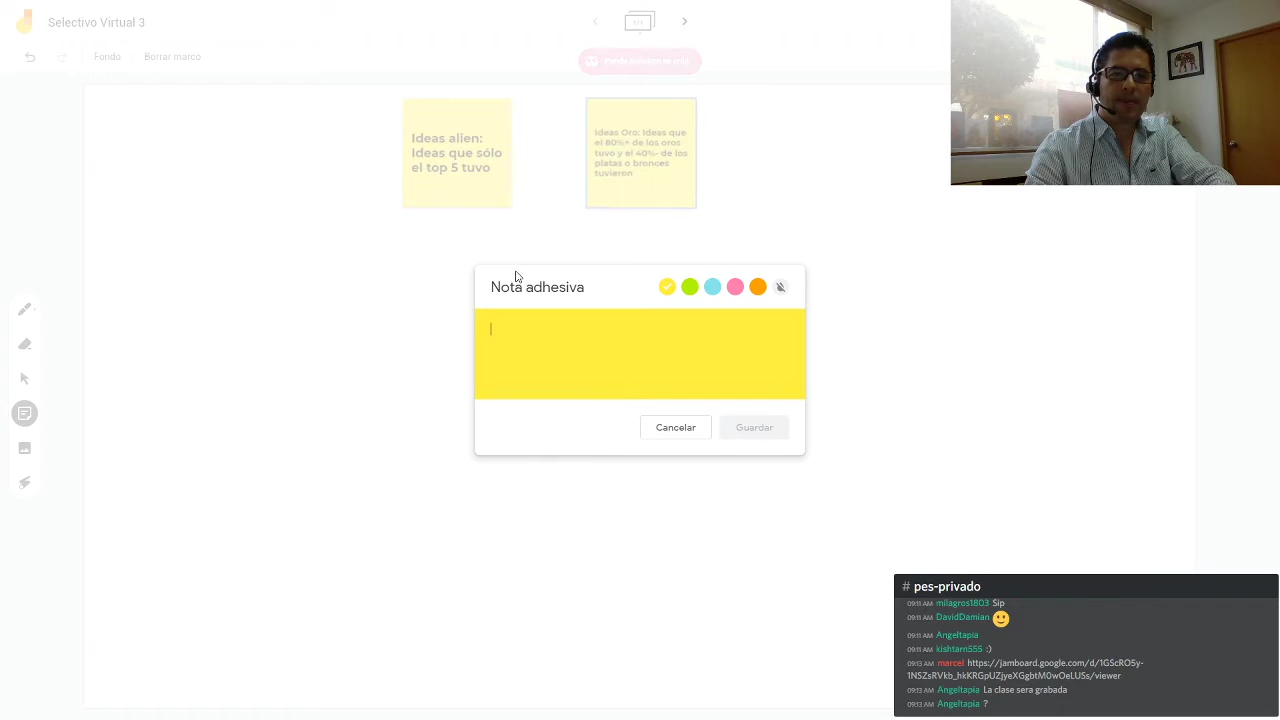 Selectivo Virtual 3
1/1
Fondo
Borrar marco
Ideas alien:
Ideas que sólo
el top 5 tuvo
Ideas Oro: Ideas que
el 80%+ de los oros
tuvo y el 40%- de los
platas o bronces
tuvieron
Nota adhesiva
Cancelar
Guardar
# pes-privado
09:11 AM milagros1803 Sip
09:11 AM DavidDamian
09:11 AM Angeltapia
09:11 AM kishtarn555 :)
09:13 AM marcel https://jamboard.google.com/d/1GScRO5y-
1NSZsRVkb_hkKRGpUZjyeXGgbtM0wOeLUSs/viewer
09:13 AM Angeltapia La clase sera grabada
09:13 AM Angeltapia ?